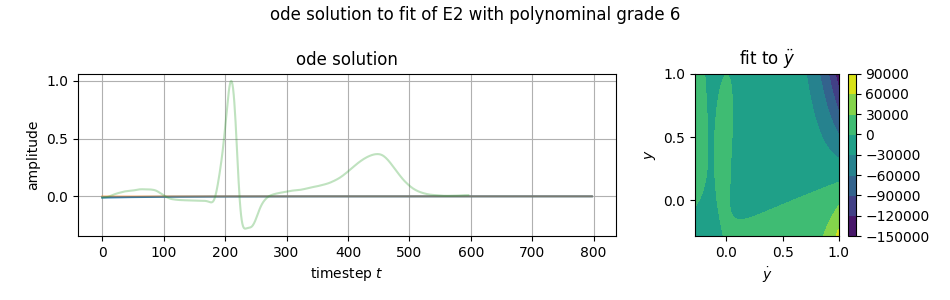 ode solution to fit of E2 with polynominal grade 6
ode solution
amplitude
1.0
0.5
0.0
0 100 200 300 400 500 600 700 800
timestep t
fit to ÿ
y
1.0
0.5
0.0
0.0 0.5 1.0
ẏ
90000
60000
30000
0
−30000
−60000
−90000
−120000
−150000